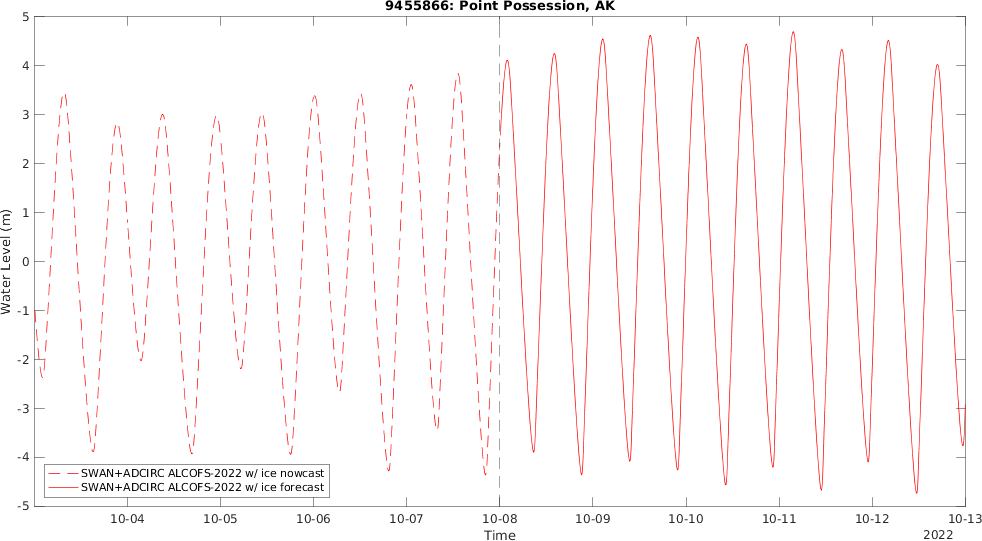 9455866: Point Possession, AK
5
4
3
2
1
0
-1
-2
-3
-4
-5
Water Level (m)
SWAN+ADCIRC ALCOFS-2022 w/ ice nowcast
SWAN+ADCIRC ALCOFS-2022 w/ ice forecast
10-04 10-05 10-06 10-07 10-08 10-09 10-10 10-11 10-12 10-13
Time
2022